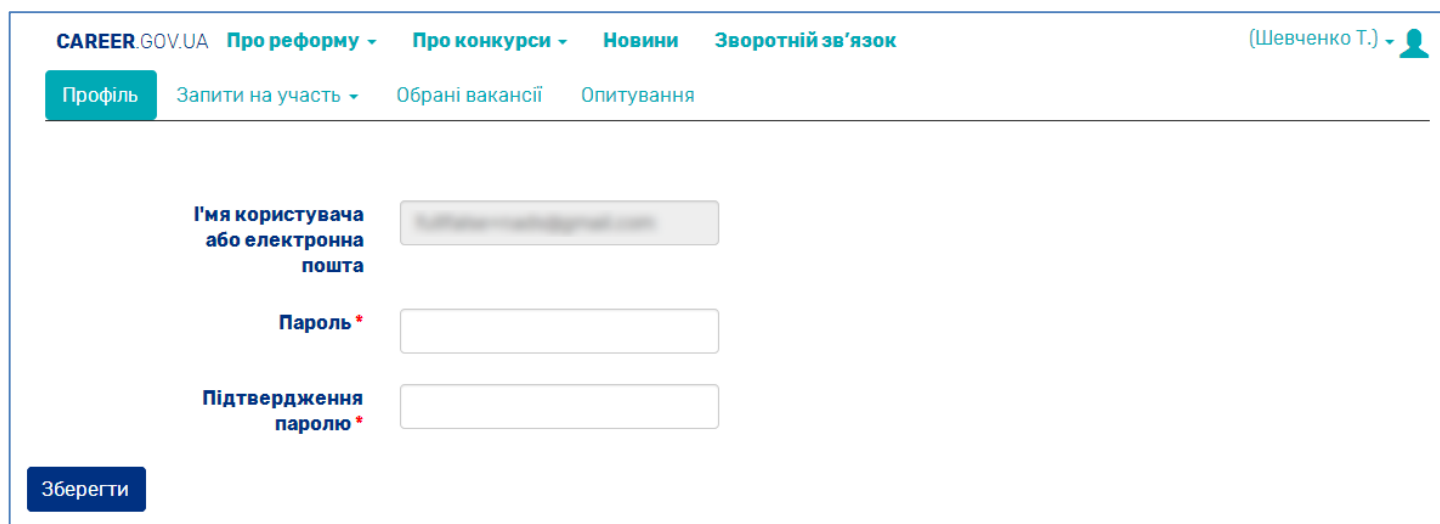 CAREER.GOV.UA Про реформу Про конкурси Новини Зворотній зв’язок (Шевченко Т.)
Профіль Запити на участь Обрані вакансії Опитування
І'мя користувача
або електронна
пошта
Пароль *
Підтвердження
паролю *
Зберегти